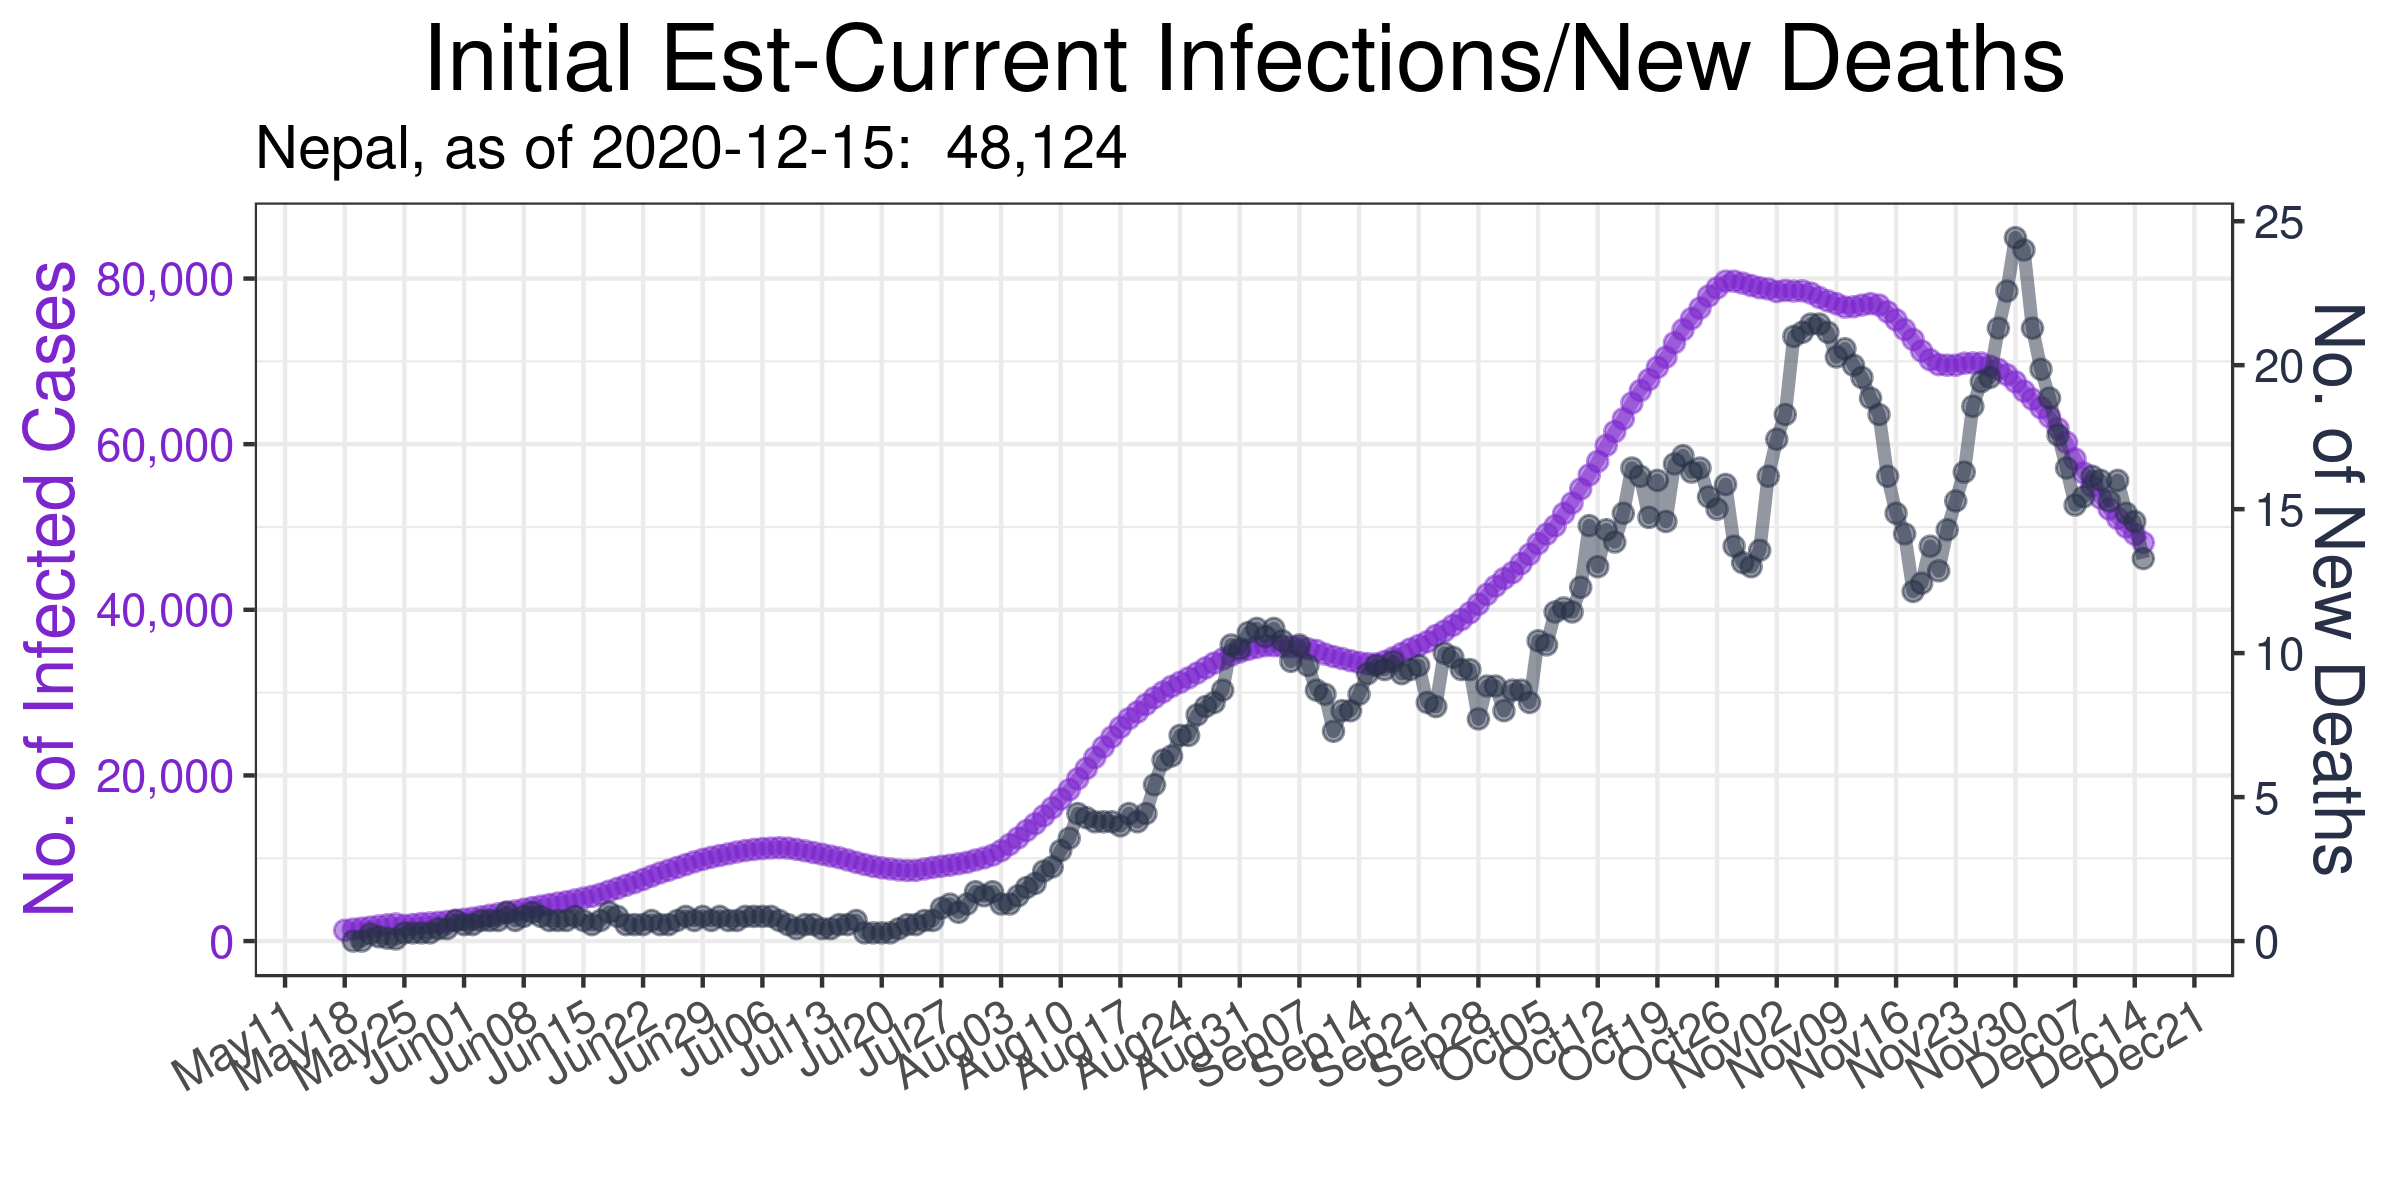 Initial Est-Current Infections/New Deaths
Nepal, as of 2020-12-15:  48,124
No. of Infected Cases
80,000
60,000
40,000
20,000
0
25
20
15
10
5
0
No. of New Deaths
May11
May18
May25
Jun01
Jun08
Jun15
Jun22
Jun29
Jul06
Jul13
Jul20
Jul27
Aug03
Aug10
Aug17
Aug24
Aug31
Sep07
Sep14
Sep21
Sep28
Oct05
Oct12
Oct19
Oct26
Nov02
Nov09
Nov16
Nov23
Nov30
Dec07
Dec14
Dec21